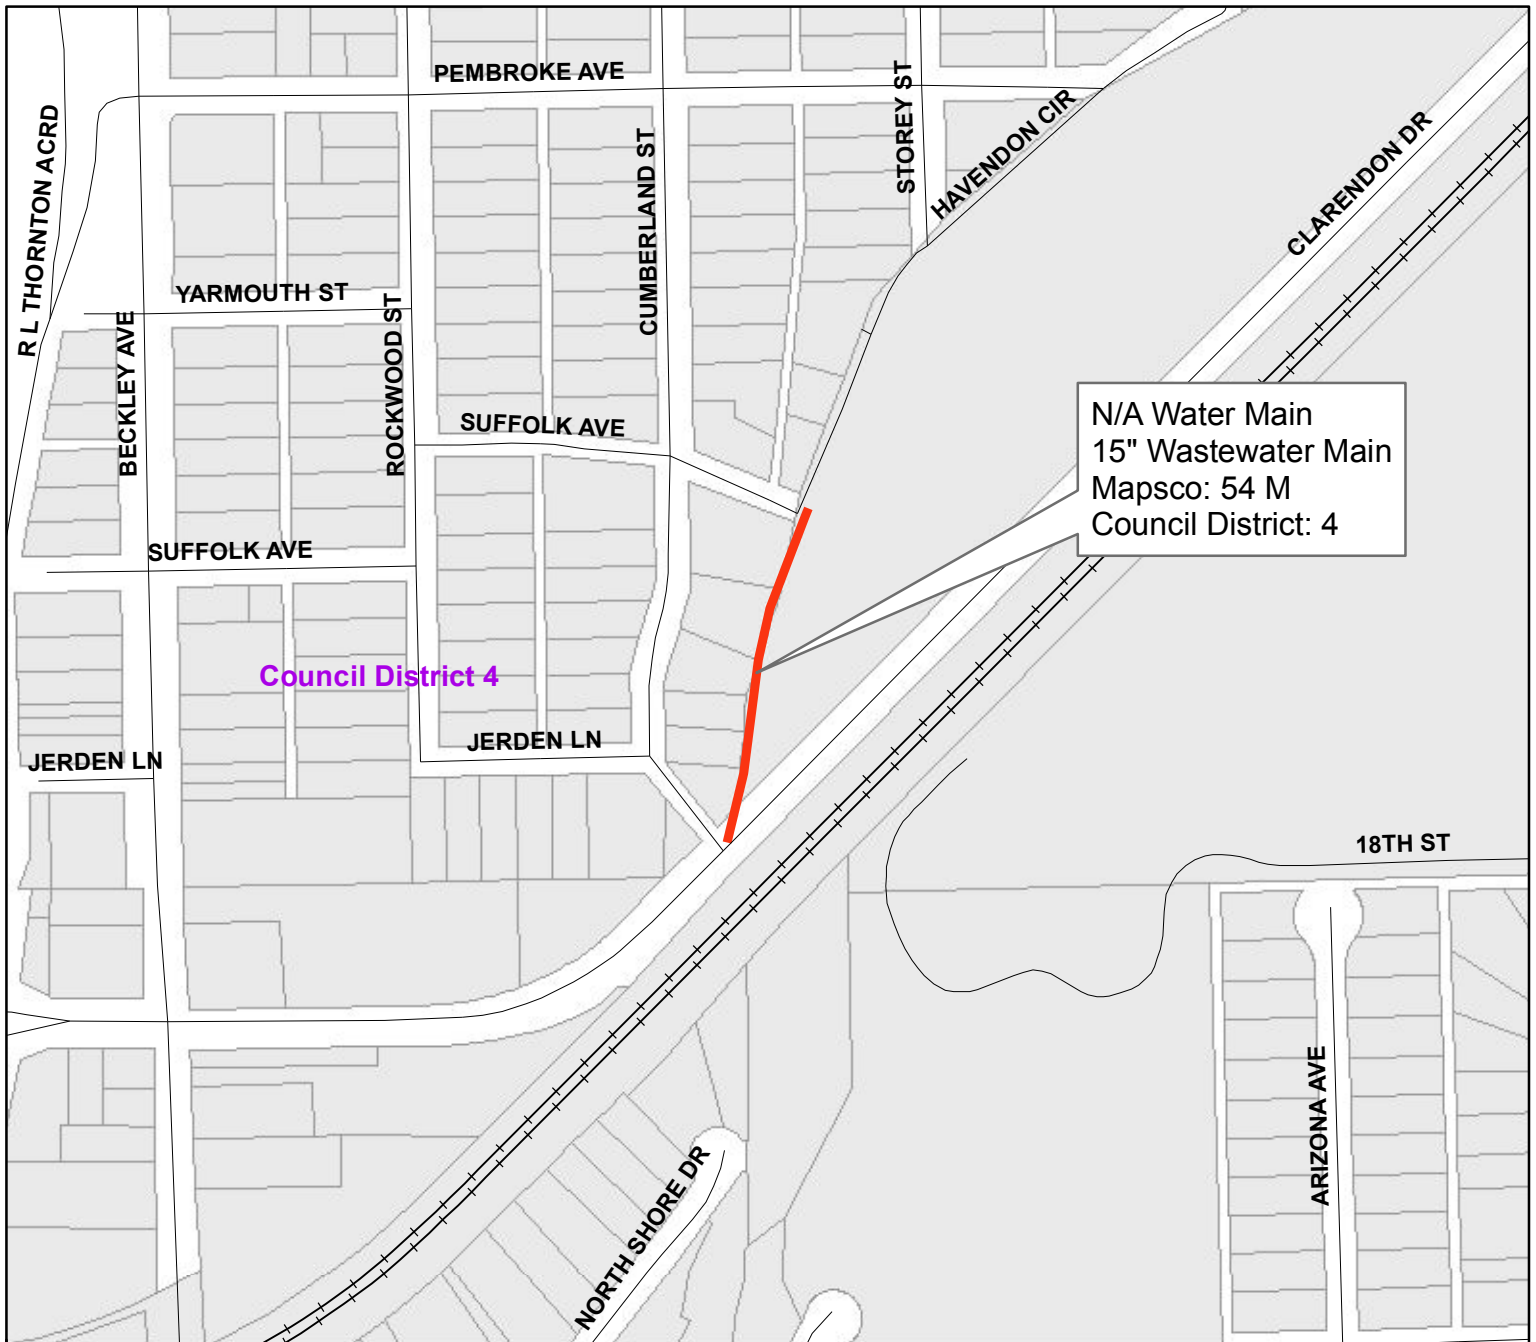 PEMBROKE AVE
STOREY ST
HAVENDON CIR
CLARENDON DR
R L THORNTON ACRD
CUMBERLAND ST
YARMOUTH ST
BECKLEY AVE
ROCKWOOD ST
SUFFOLK AVE
N/A Water Main
15" Wastewater Main
Mapsco: 54 M
Council District: 4
SUFFOLK AVE
Council District 4
JERDEN LN
JERDEN LN
18TH ST
ARIZONA AVE
NORTH SHORE DR